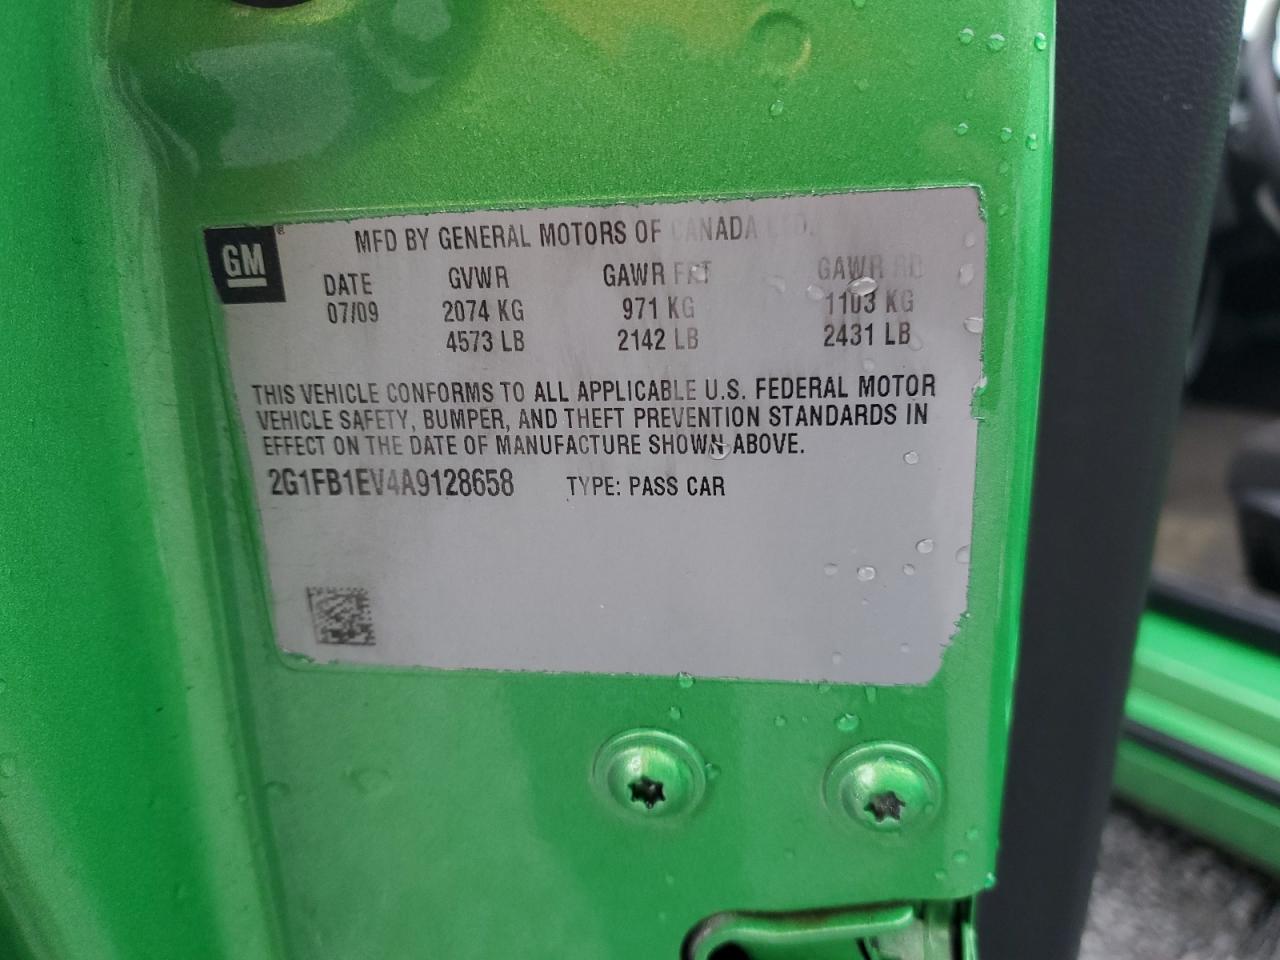 GM
MFD BY GENERAL MOTORS OF CANADA LTD.
DATE GVWR GAWR FRT GAWR RR
07/09 2074 KG 971 KG 1103 KG
4573 LB 2142 LB 2431 LB
THIS VEHICLE CONFORMS TO ALL APPLICABLE U.S. FEDERAL MOTOR
VEHICLE SAFETY, BUMPER, AND THEFT PREVENTION STANDARDS IN
EFFECT ON THE DATE OF MANUFACTURE SHOWN ABOVE.
2G1FB1EV4A9128658 TYPE: PASS CAR